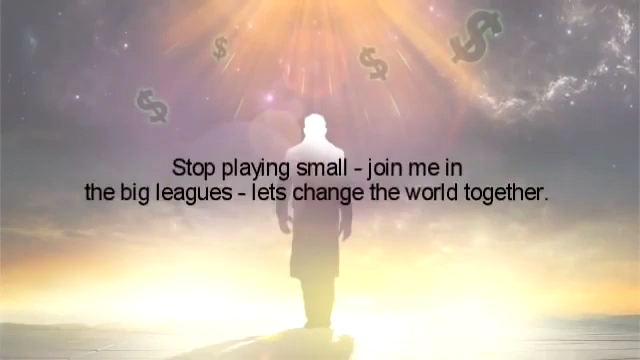 Stop playing small - join me in
the big leagues - lets change the world together.